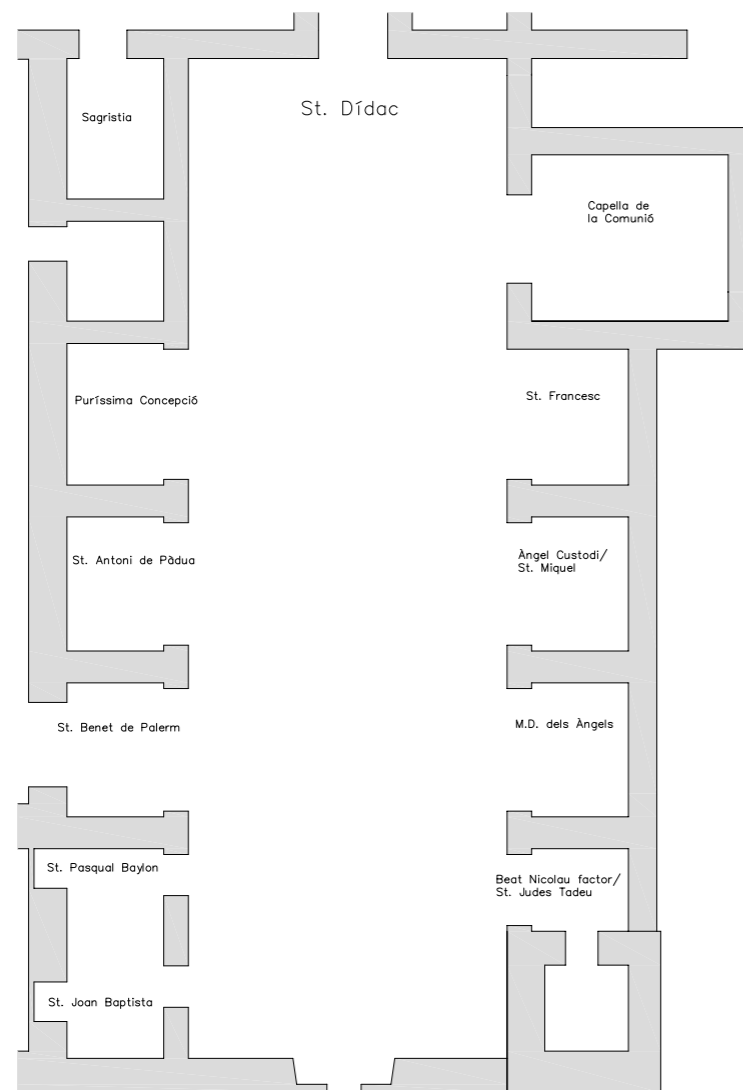 St. Dídac
Sagristia
Capella de
la Comunió
Puríssima Concepció
St. Francesc
St. Antoni de Pàdua
Àngel Custodi/
St. Miquel
St. Benet de Palerm
M.D. dels Àngels
St. Pasqual Baylon
Beat Nicolau factor/
St. Judes Tadeu
St. Joan Baptista